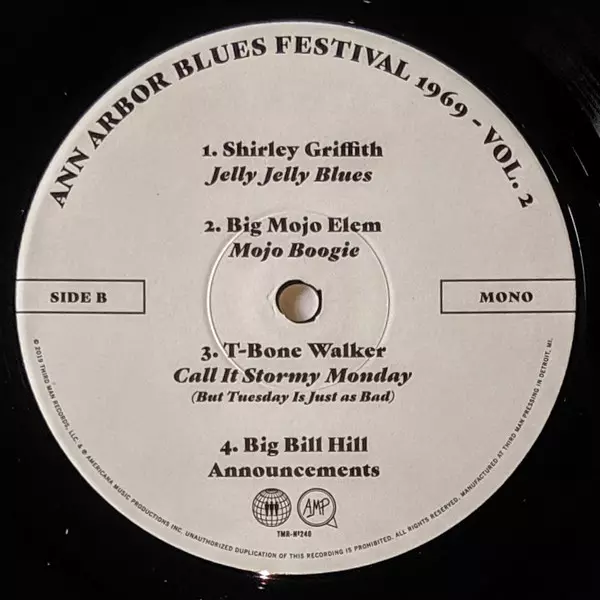 ANN ARBOR BLUES FESTIVAL 1969 - VOL. 2
1. Shirley Griffith
Jelly Jelly Blues
2. Big Mojo Elem
Mojo Boogie
SIDE B
MONO
3. T-Bone Walker
Call It Stormy Monday
(But Tuesday Is Just as Bad)
4. Big Bill Hill
Announcements
AMP
TMR-Nº240
© 2019 THIRD MAN RECORDS, LLC. & ℗ AMERICANA MUSIC PRODUCTIONS INC. UNAUTHORIZED DUPLICATION OF THIS RECORDING IS PROHIBITED. ALL RIGHTS RESERVED. MANUFACTURED AT THIRD MAN PRESSING IN DETROIT, MI.